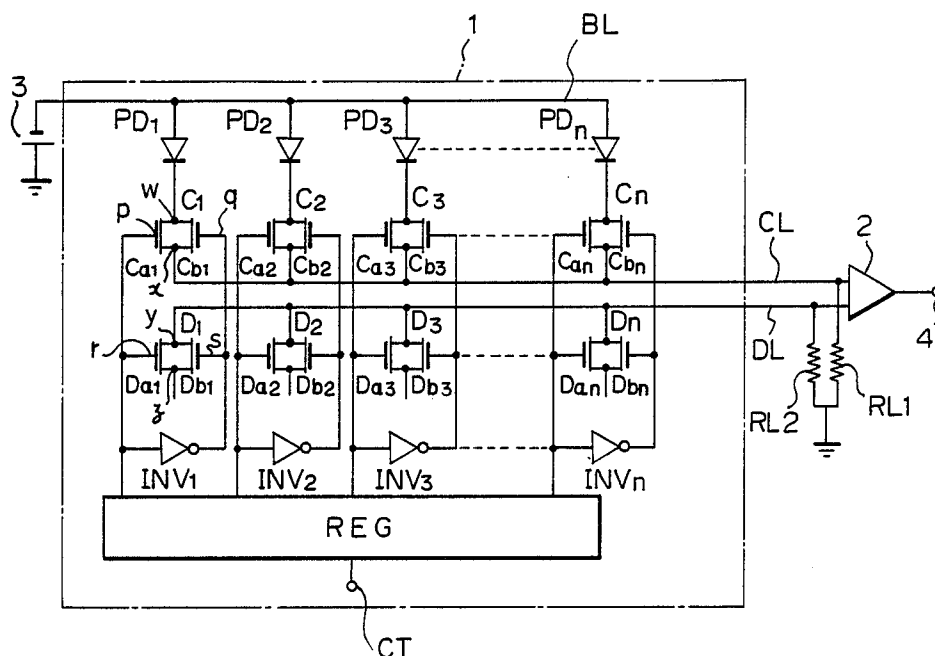 1
BL
3
PD1 PD2 PD3 PDn
w C1 q C2 C3 Cn
p
CL 2
Ca1 Cb1 Ca2 Cb2 Ca3 Cb3 Can Cbn
x
y D1 D2 D3 Dn
r s
DL 4
Da1 Db1 Da2 Db2 Da3 Db3 Dan Dbn
z
RL2 RL1
INV1 INV2 INV3 INVn
REG
CT